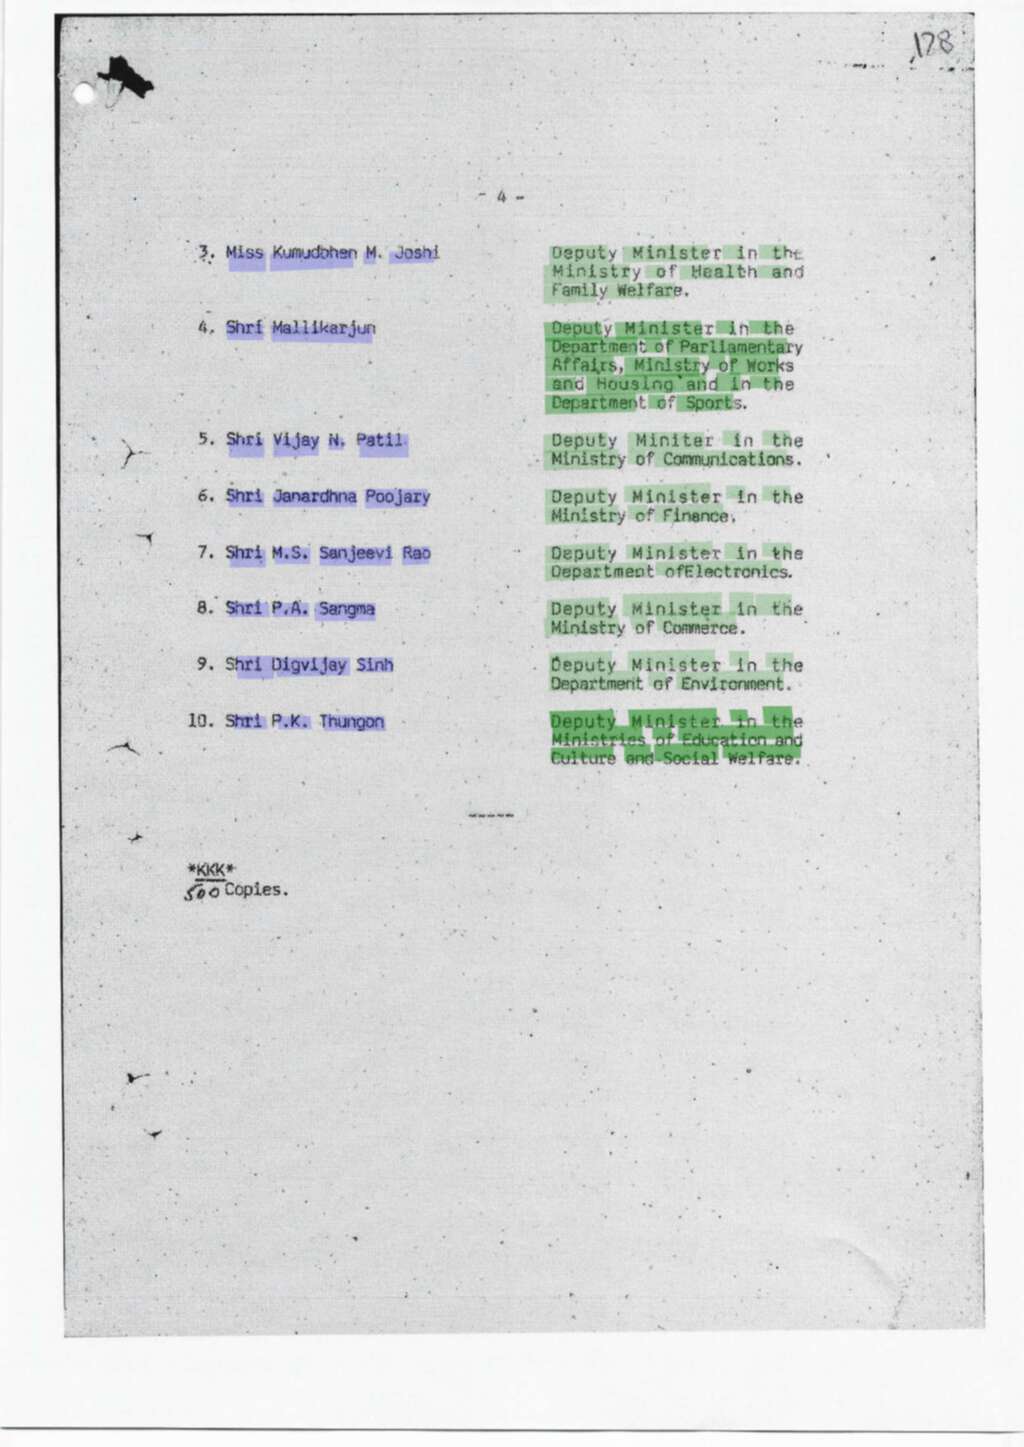 178
- 4 -
3. Miss Kumudbhen M. Joshi Deputy Minister in the
Ministry of Health and
Family Welfare.
4. Shri Mallikarjun Deputy Minister in the
Department of Parliamentary
Affairs, Ministry of Works
and Housing and in the
Department of Sports.
5. Shri Vijay N. Patil. Deputy Miniter in the
Ministry of Communications.
6. Shri Janardhna Poojary Deputy Minister in the
Ministry of Finance.
7. Shri M.S. Sanjeevi Rao Deputy Minister in the
Department ofElectronics.
8. Shri P.A. Sangma Deputy Minister in the
Ministry of Commerce.
9. Shri Digvijay Sinh Deputy Minister in the
Department of Environment.
10. Shri P.K. Thungon Deputy Minister in the
Ministries of Education and
Culture and Social Welfare.
-----
*KKK*
500 Copies.